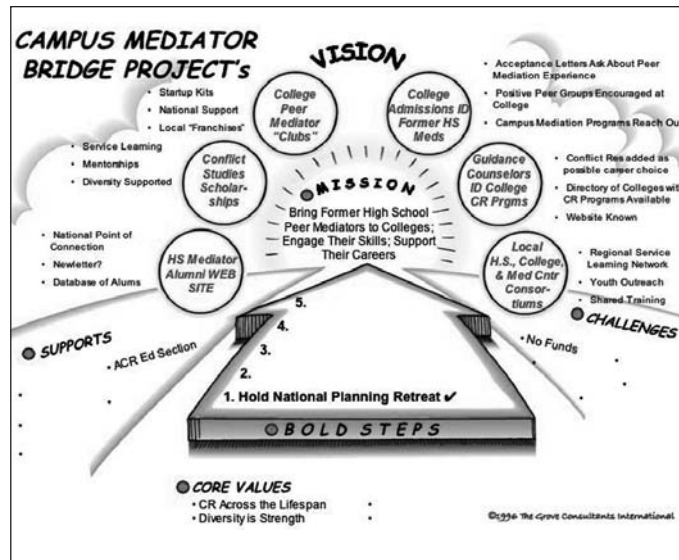 CAMPUS MEDIATOR
BRIDGE PROJECT's
VISION
• Startup Kits
• National Support
• Local "Franchises"
College
Peer
Mediator
"Clubs"
College
Admissions ID
Former HS
Meds
• Acceptance Letters Ask About Peer
Mediation Experience
• Positive Peer Groups Encouraged at
College
• Campus Mediation Programs Reach Out
• Service Learning
• Mentorships
• Diversity Supported
Conflict
Studies
Scholar-
ships
Guidance
Counselors
ID College
CR Prgms
• Conflict Res added as
possible career choice
• Directory of Colleges with
CR Programs Available
• Website Known
MISSION
Bring Former High School
Peer Mediators to Colleges;
Engage Their Skills; Support
Their Careers
• National Point of
Connection
• Newletter?
• Database of Alums
HS Mediator
Alumni WEB
SITE
Local
H.S., College,
& Med Cntr
Consor-
tiums
• Regional Service
Learning Network
• Youth Outreach
• Shared Training
SUPPORTS
• ACR Ed Section
CHALLENGES
• No Funds
5.
4.
3.
2.
1. Hold National Planning Retreat ✔
BOLD STEPS
CORE VALUES
• CR Across the Lifespan
• Diversity is Strength
©1996 The Grove Consultants International